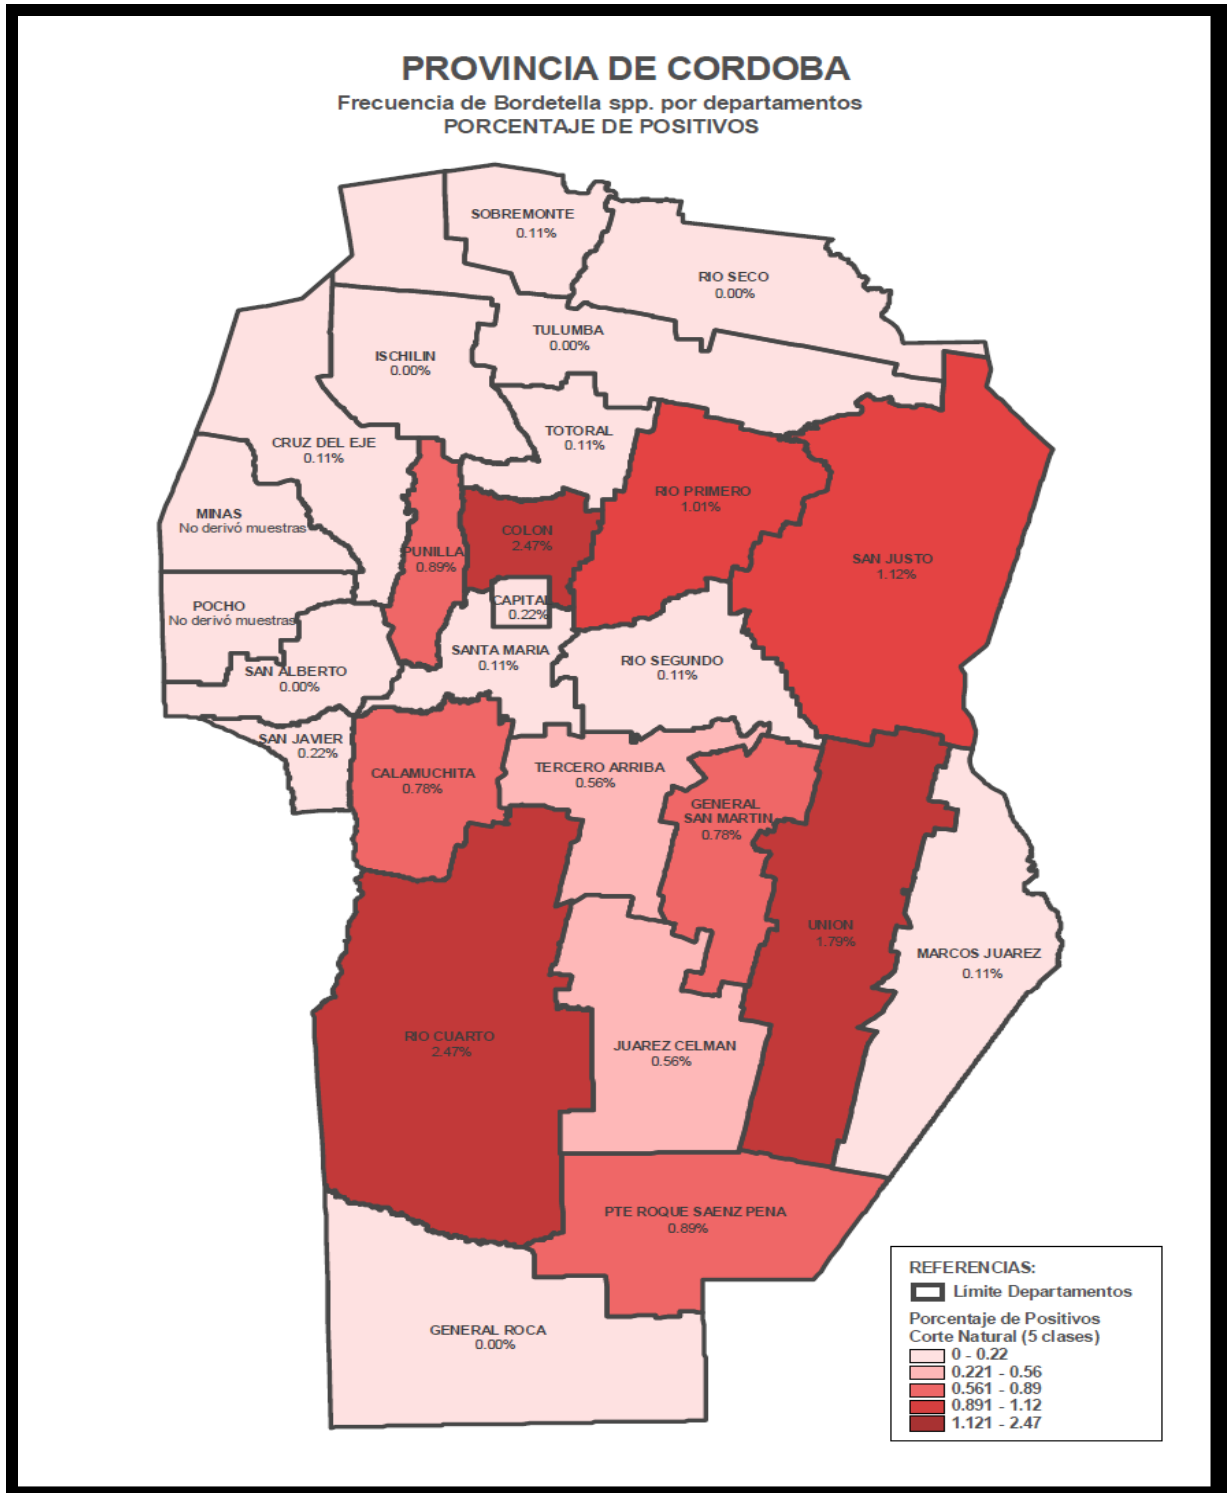 PROVINCIA DE CORDOBA
Frecuencia de Bordetella spp. por departamentos
PORCENTAJE DE POSITIVOS
SOBREMONTE
0.11%
RIO SECO
0.00%
TULUMBA
0.00%
ISCHILIN
0.00%
TOTORAL
0.11%
CRUZ DEL EJE
0.11%
RIO PRIMERO
1.01%
MINAS
No derivó muestras
COLON
2.47%
PUNILLA
0.89%
SAN JUSTO
1.12%
CAPITAL
0.22%
POCHO
No derivó muestras
SANTA MARIA
0.11%
RIO SEGUNDO
0.11%
SAN ALBERTO
0.00%
SAN JAVIER
0.22%
CALAMUCHITA
0.78%
TERCERO ARRIBA
0.56%
GENERAL
SAN MARTIN
0.78%
UNION
1.79%
MARCOS JUAREZ
0.11%
RIO CUARTO
2.47%
JUAREZ CELMAN
0.56%
PTE ROQUE SAENZ PENA
0.89%
GENERAL ROCA
0.00%
REFERENCIAS:
Límite Departamentos
Porcentaje de Positivos
Corte Natural (5 clases)
0 - 0.22
0.221 - 0.56
0.561 - 0.89
0.891 - 1.12
1.121 - 2.47